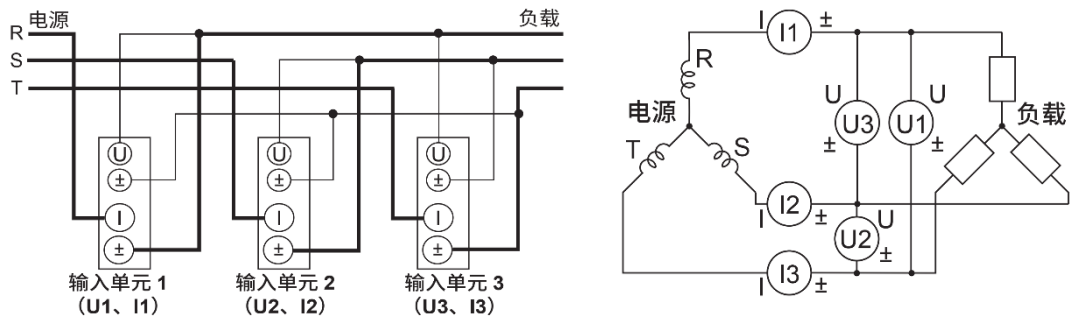 电源 负载
R
S
T
U U U
± ± ±
I I I
± ± ±
输入单元 1 输入单元 2 输入单元 3
（U1、I1） （U2、I2） （U3、I3）
I I1 ±
R
U U
电源 U3 U1 负载
T S ± ±
I I2 ±
U
U2 ±
I I3 ±